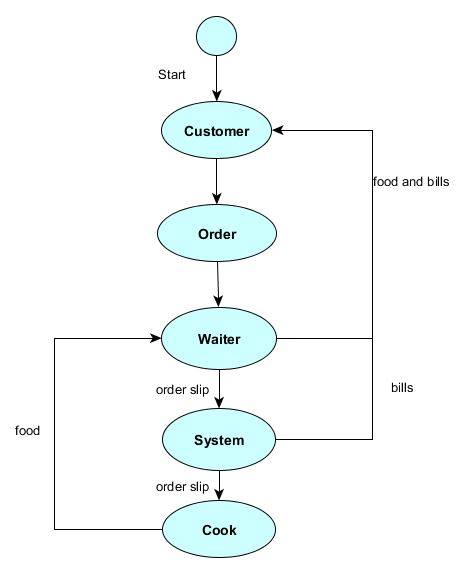 Start
Customer
food and bills
Order
Waiter
order slip
bills
food
System
order slip
Cook